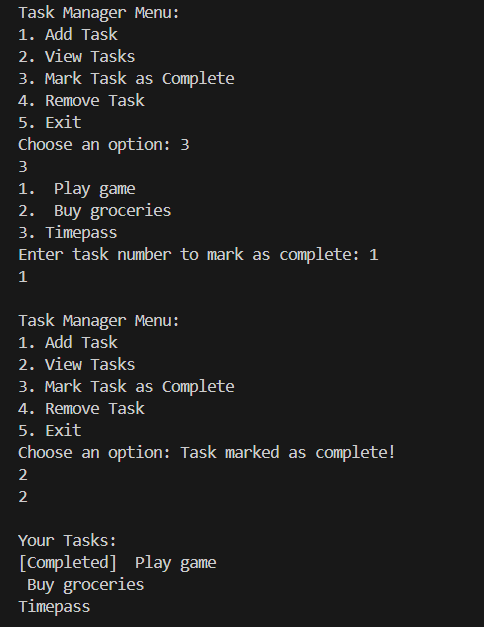 Task Manager Menu:
1. Add Task
2. View Tasks
3. Mark Task as Complete
4. Remove Task
5. Exit
Choose an option: 3
3
1.  Play game
2.  Buy groceries
3. Timepass
Enter task number to mark as complete: 1
1

Task Manager Menu:
1. Add Task
2. View Tasks
3. Mark Task as Complete
4. Remove Task
5. Exit
Choose an option: Task marked as complete!
2
2

Your Tasks:
[Completed]  Play game
 Buy groceries
Timepass